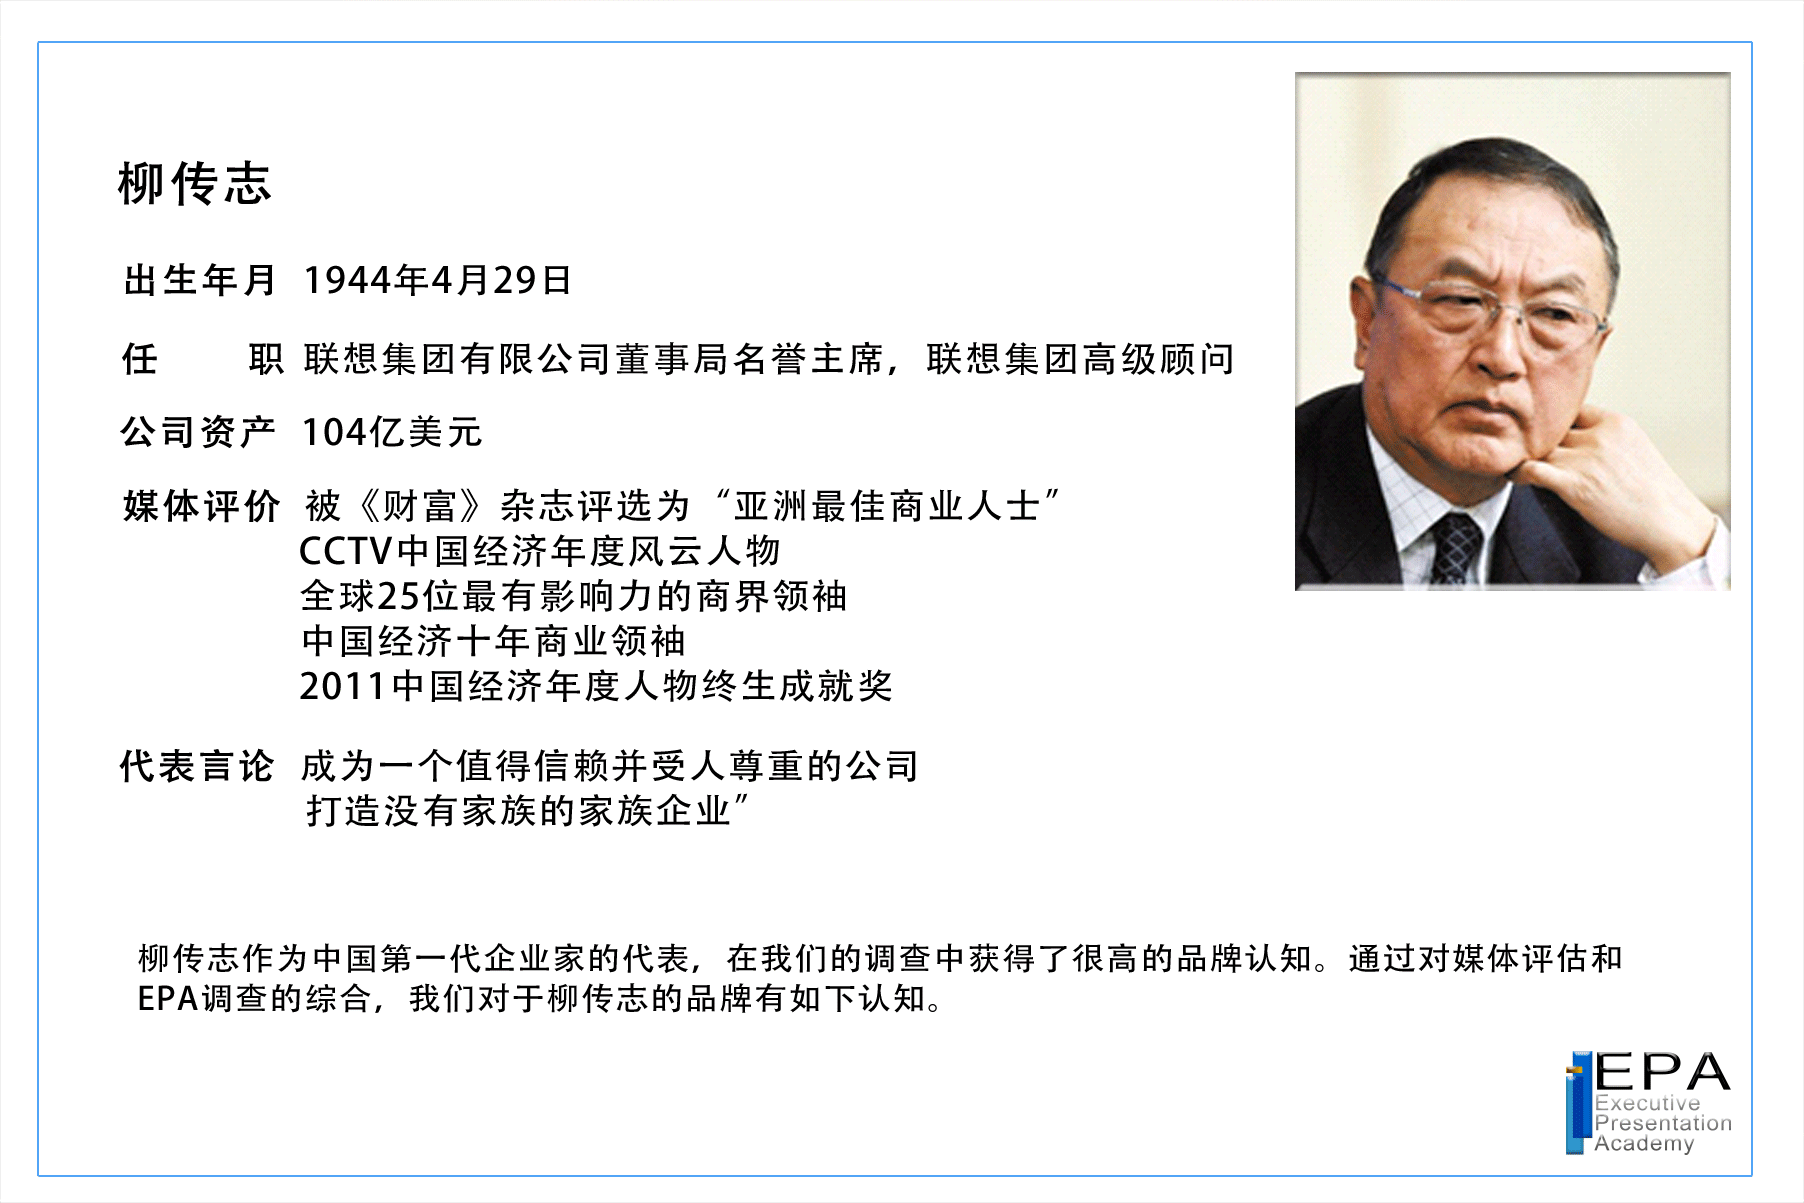 柳传志
出生年月 1944年4月29日
任 职 联想集团有限公司董事局名誉主席，联想集团高级顾问
公司资产 104亿美元
媒体评价 被《财富》杂志评选为“亚洲最佳商业人士”
CCTV中国经济年度风云人物
全球25位最有影响力的商界领袖
中国经济十年商业领袖
2011中国经济年度人物终生成就奖
代表言论 成为一个值得信赖并受人尊重的公司
打造没有家族的家族企业”
柳传志作为中国第一代企业家的代表，在我们的调查中获得了很高的品牌认知。通过对媒体评估和
EPA调查的综合，我们对于柳传志的品牌有如下认知。
EPA
Executive
Presentation
Academy